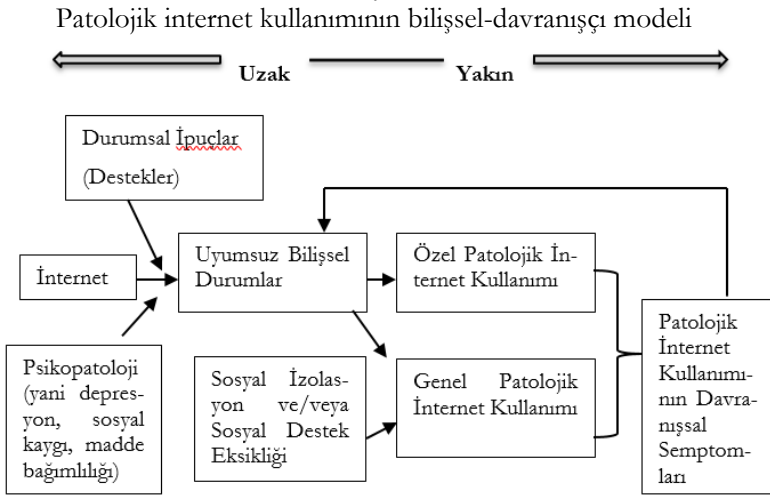 Patolojik internet kullanımının bilişsel-davranışçı modeli
Uzak
Yakın
Durumsal İpuçlar
(Destekler)
İnternet
Uyumsuz Bilişsel
Durumlar
Özel Patolojik İn-
ternet Kullanımı
Psikopatoloji
(yani depres-
yon, sosyal
kaygı, madde
bağımlılığı)
Sosyal İzolas-
yon ve/veya
Sosyal Destek
Eksikliği
Genel Patolojik
İnternet Kullanımı
Patolojik
İnternet
Kullanımı-
nın Davra-
nışsal
Semptom-
ları